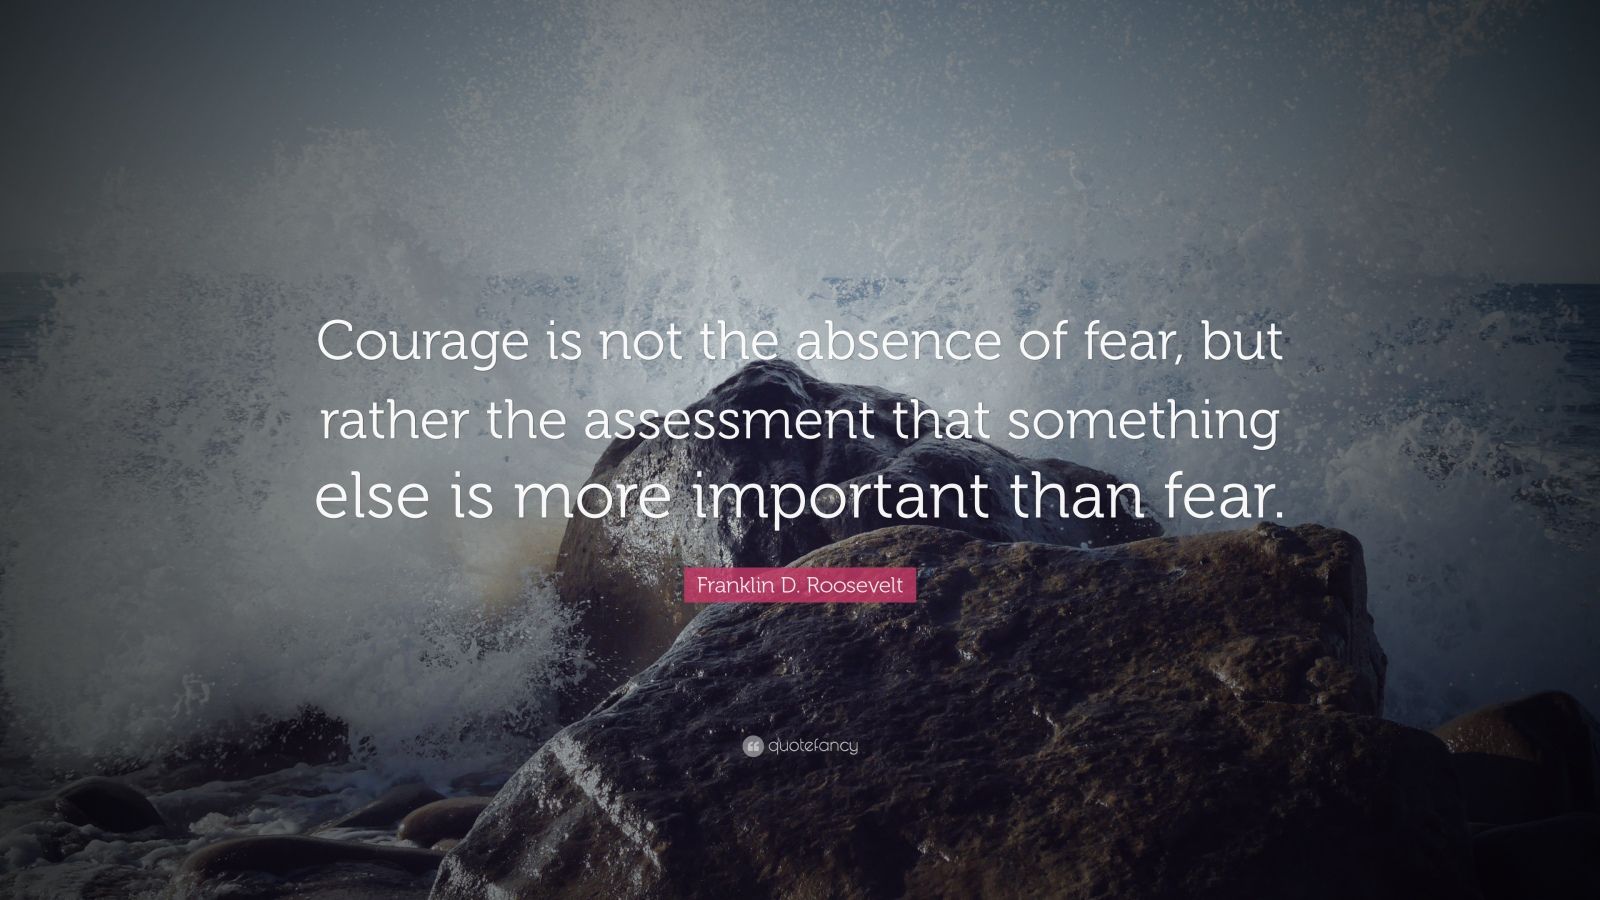 Courage is not the absence of fear, but
rather the assessment that something
else is more important than fear.
Franklin D. Roosevelt
quotefancy